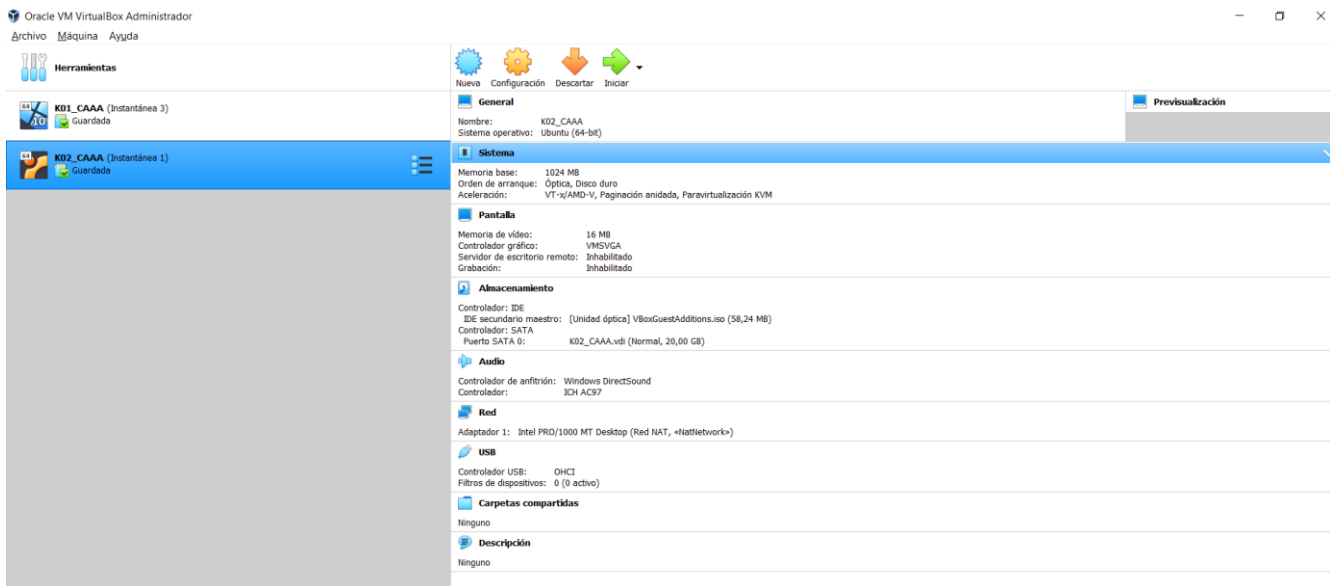 Oracle VM VirtualBox Administrador
Archivo Máquina Ayuda
Herramientas
64
10
K01_CAAA (Instantánea 3)
Guardada
64
K02_CAAA (Instantánea 1)
Guardada
Nueva Configuración Descartar Iniciar
General
Nombre: K02_CAAA
Sistema operativo: Ubuntu (64-bit)
Previsualización
Sistema
Memoria base: 1024 MB
Orden de arranque: Óptica, Disco duro
Aceleración: VT-x/AMD-V, Paginación anidada, Paravirtualización KVM
Pantalla
Memoria de vídeo: 16 MB
Controlador gráfico: VMSVGA
Servidor de escritorio remoto: Inhabilitado
Grabación: Inhabilitado
Almacenamiento
Controlador: IDE
IDE secundario maestro: [Unidad óptica] VBoxGuestAdditions.iso (58,24 MB)
Controlador: SATA
Puerto SATA 0: K02_CAAA.vdi (Normal, 20,00 GB)
Audio
Controlador de anfitrión: Windows DirectSound
Controlador: ICH AC97
Red
Adaptador 1: Intel PRO/1000 MT Desktop (Red NAT, «NatNetwork»)
USB
Controlador USB: OHCI
Filtros de dispositivos: 0 (0 activo)
Carpetas compartidas
Ninguno
Descripción
Ninguno